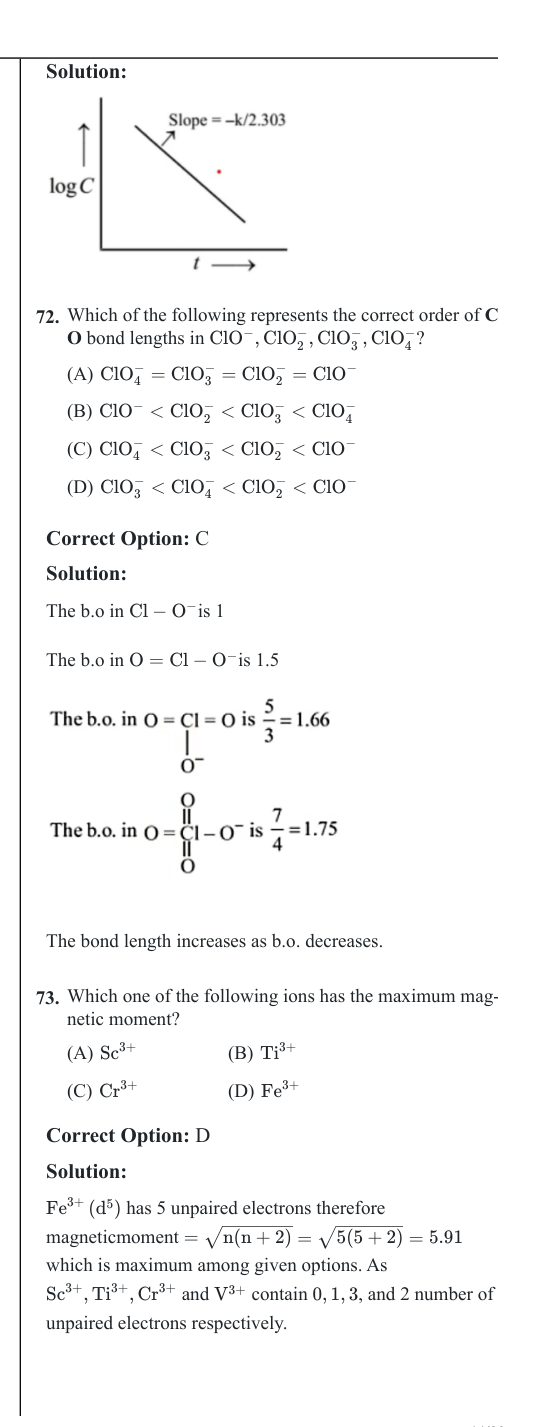 Solution:
Slope = –k/2.303
log C
t
72. Which of the following represents the correct order of C
O bond lengths in ClO⁻, ClO₂⁻, ClO₃⁻, ClO₄⁻?
(A) ClO₄⁻ = ClO₃⁻ = ClO₂⁻ = ClO⁻
(B) ClO⁻ < ClO₂⁻ < ClO₃⁻ < ClO₄⁻
(C) ClO₄⁻ < ClO₃⁻ < ClO₂⁻ < ClO⁻
(D) ClO₃⁻ < ClO₄⁻ < ClO₂⁻ < ClO⁻
Correct Option: C
Solution:
The b.o in Cl − O⁻is 1
The b.o in O = Cl − O⁻is 1.5
The b.o. in O = Cl = O is 5/3 = 1.66
O⁻
O
The b.o. in O = Cl – O⁻ is 7/4 = 1.75
O
The bond length increases as b.o. decreases.
73. Which one of the following ions has the maximum mag-
netic moment?
(A) Sc³⁺ (B) Ti³⁺
(C) Cr³⁺ (D) Fe³⁺
Correct Option: D
Solution:
Fe³⁺ (d⁵) has 5 unpaired electrons therefore
magneticmoment = √n(n + 2) = √5(5 + 2) = 5.91
which is maximum among given options. As
Sc³⁺, Ti³⁺, Cr³⁺ and V³⁺ contain 0, 1, 3, and 2 number of
unpaired electrons respectively.